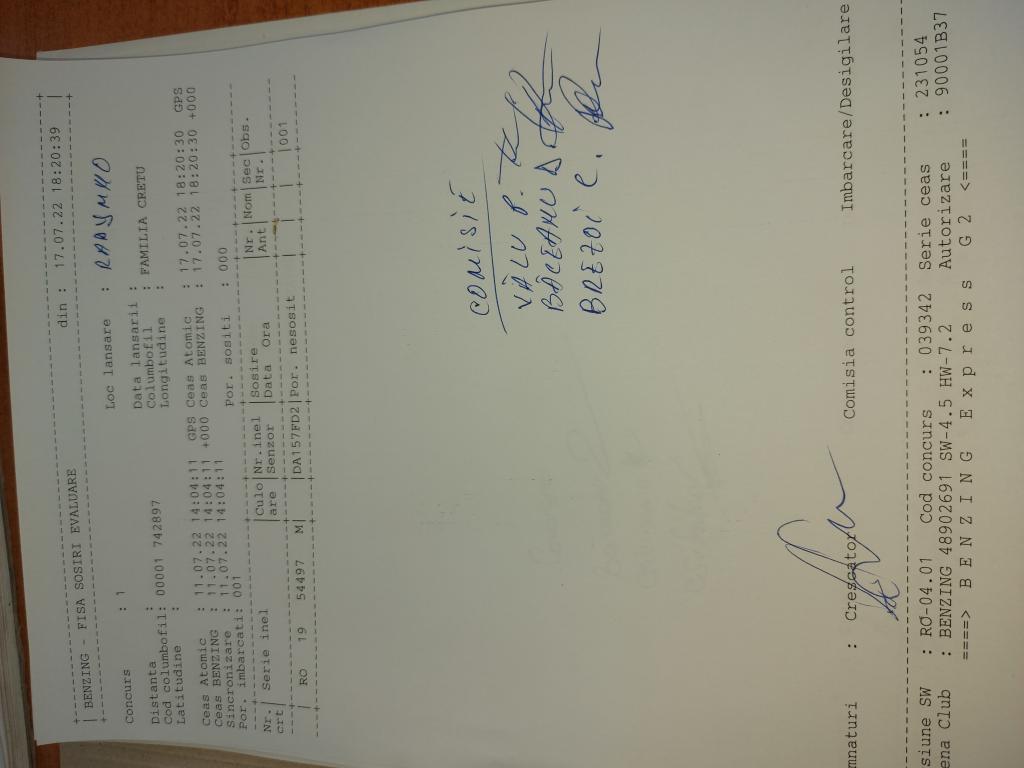 | BENZING - FISA SOSIRI EVALUARE din : 17.07.22 18:20:39 |
Concurs : 1 Loc lansare : RADYMNO
Distanta : Data lansarii :
Cod columbofil: 00001 742897 Columbofil : FAMILIA CRETU
Latitudine : Longitudine :
Ceas Atomic : 11.07.22 14:04:11 GPS Ceas Atomic : 17.07.22 18:20:30 GPS
Ceas BENZING : 11.07.22 14:04:11 +000 Ceas BENZING : 17.07.22 18:20:30 +000
Sincronizare : 11.07.22 14:04:11
Por. imbarcati: 001 Por. sositi : 000
Nr.| Serie inel |Culo|Nr.inel |Sosire |Nr. |Nom|Sec|Obs.
crt| |are |Senzor |Data Ora |Ant | |Nr.|
| RO 19 54497 M| |DA157FD2|Por. nesosit | | | |001
COMISIE
VALU P.
BĂCEANU D
BREZOI C.
mnaturi : Crescator Comisia control Imbarcare/Desigilare
siune SW : RO-04.01 Cod concurs : 039342 Serie ceas : 231054
ena Club : BENZING 48902691 SW-4.5 HW-7.2 Autorizare : 90001B37
====> B E N Z I N G E x p r e s s G 2 <====